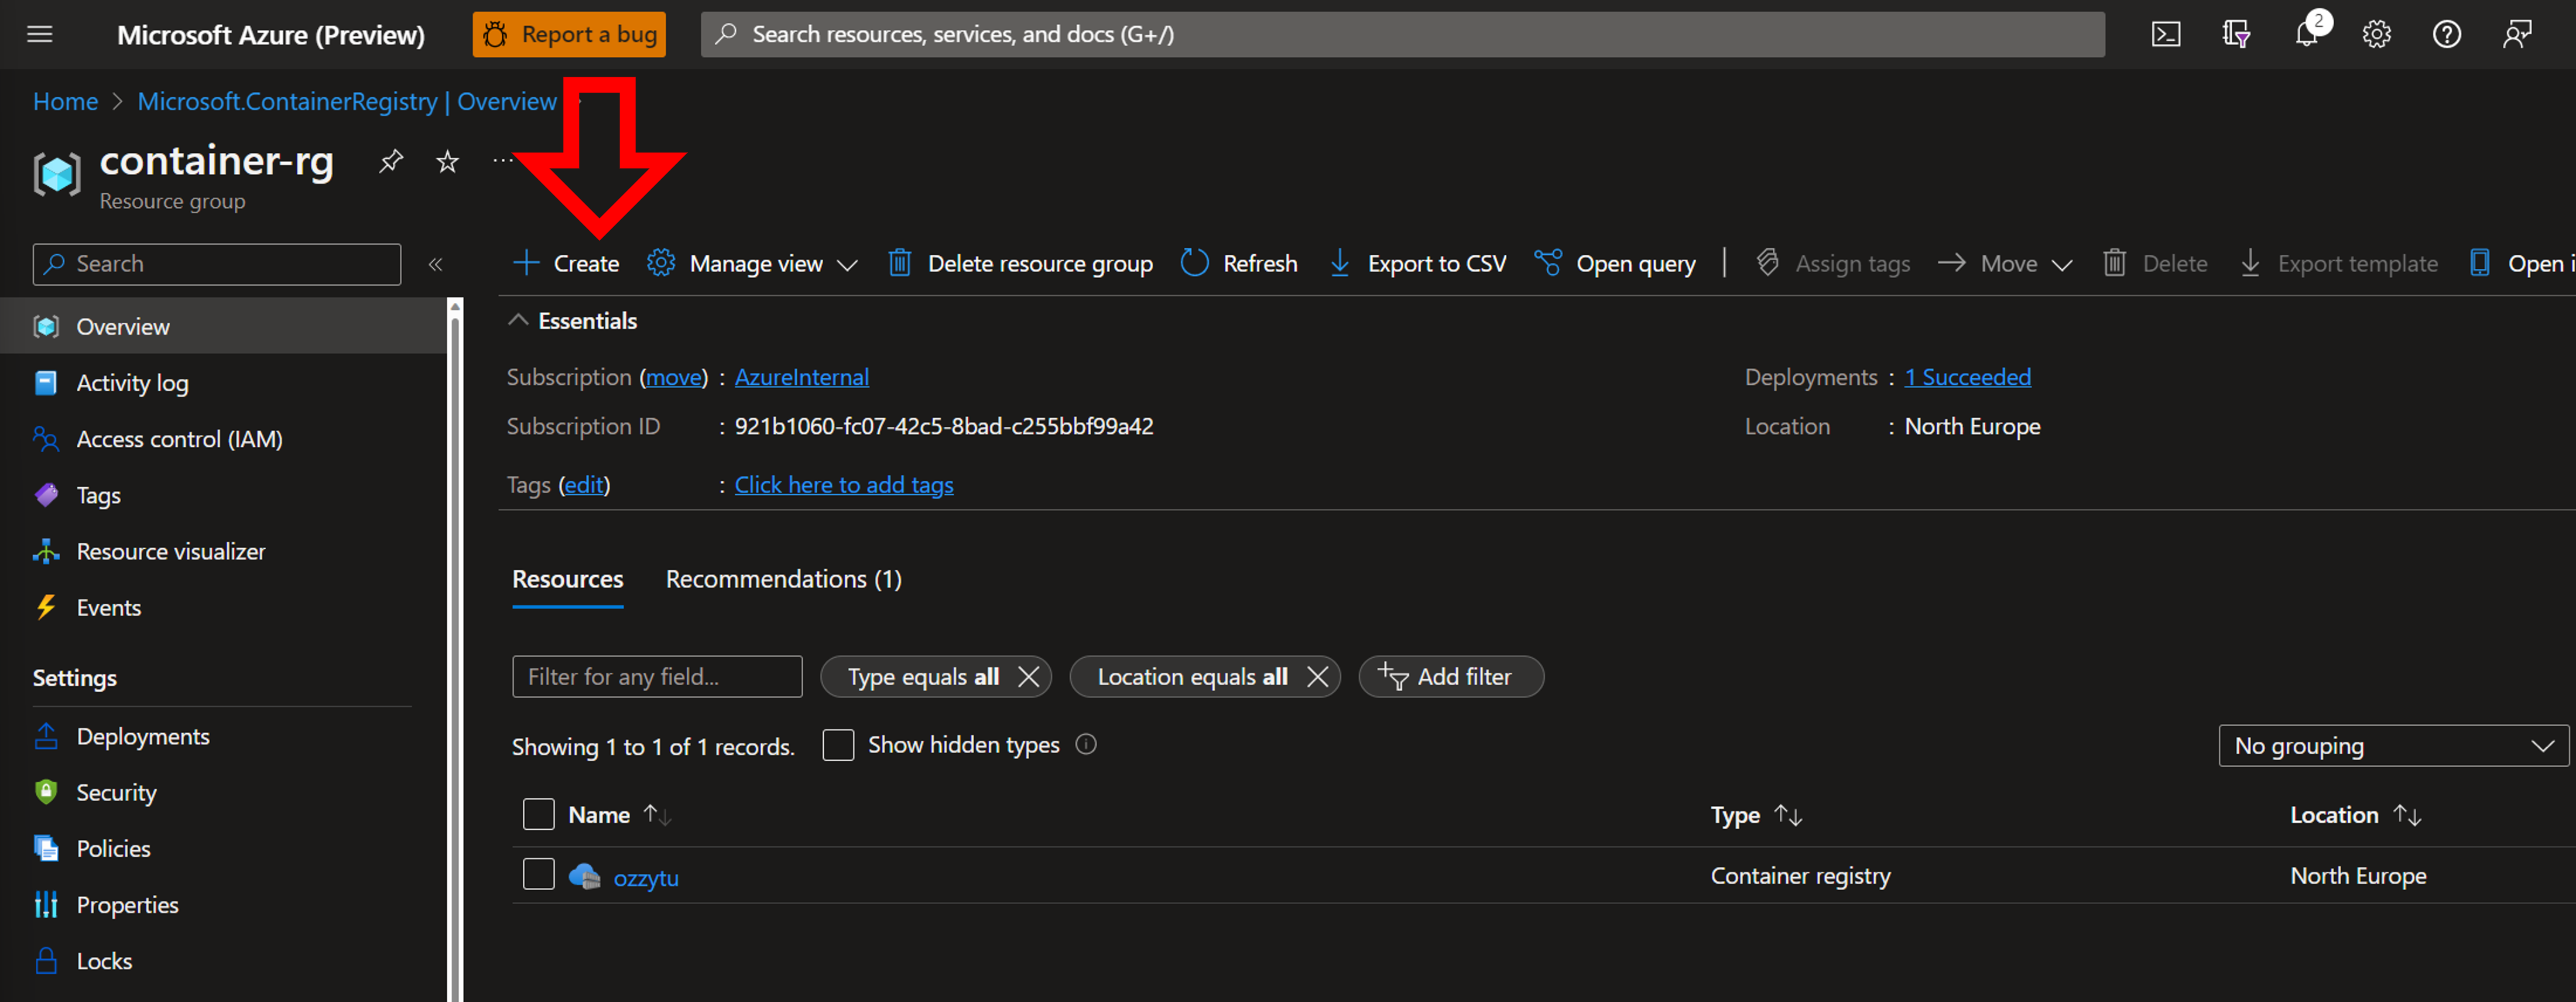 Microsoft Azure (Preview)
Report a bug
Search resources, services, and docs (G+/)
2
Home > Microsoft.ContainerRegistry | Overview
container-rg
Resource group
Search
Create
Manage view
Delete resource group
Refresh
Export to CSV
Open query
Assign tags
Move
Delete
Export template
Open i
Overview
Activity log
Access control (IAM)
Tags
Resource visualizer
Events
Settings
Deployments
Security
Policies
Properties
Locks
Essentials
Subscription (move) : AzureInternal
Subscription ID : 921b1060-fc07-42c5-8bad-c255bbf99a42
Tags (edit) : Click here to add tags
Deployments : 1 Succeeded
Location : North Europe
Resources
Recommendations (1)
Filter for any field...
Type equals all
Location equals all
Add filter
Showing 1 to 1 of 1 records.
Show hidden types
No grouping
Name
Type
Location
ozzytu
Container registry
North Europe